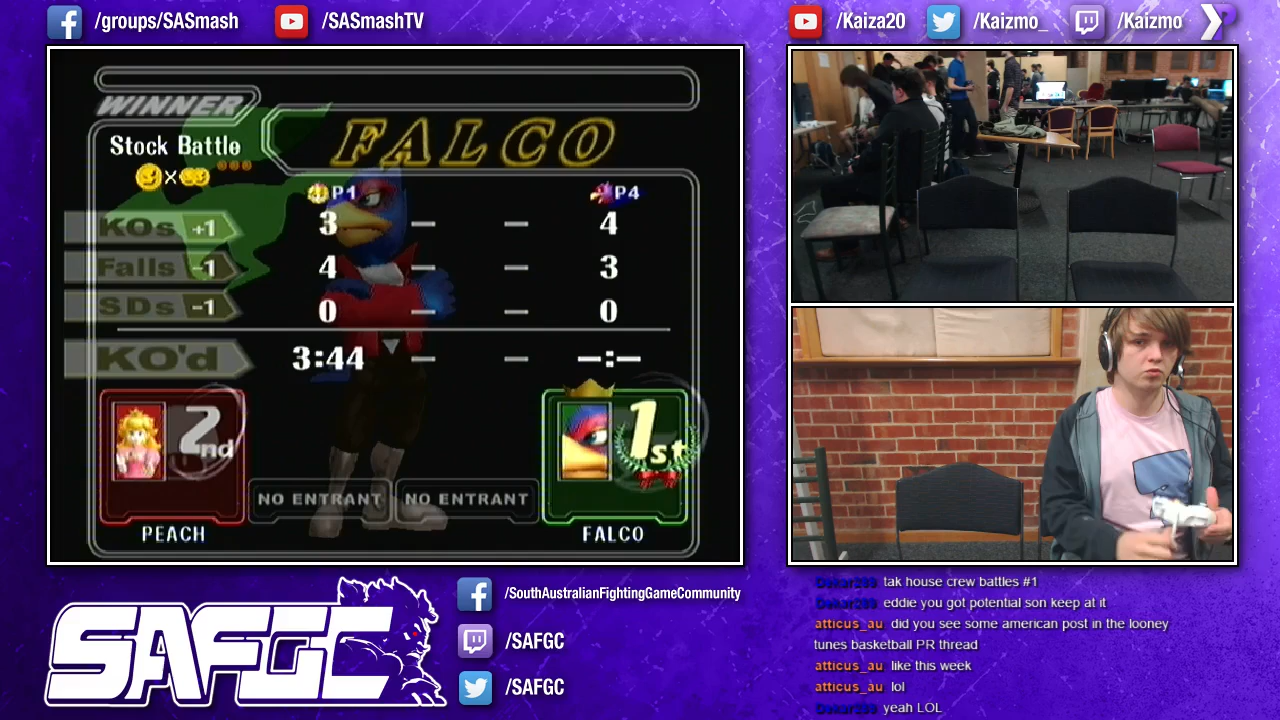 /groups/SASmash
/SASmashTV
/Kaiza20
/Kaizmo_
/Kaizmo
WINNER
FALCO
Stock Battle
×
P1
P4
KOs +1
3
—
—
4
Falls -1
4
—
—
3
SDs -1
0
—
—
0
KO'd
3:44
—
—
—:—
2nd
1st
NO ENTRANT
NO ENTRANT
PEACH
FALCO
SAFGC
/SouthAustralianFightingGameCommunity
/SAFGC
/SAFGC
tak house crew battles #1
eddie you got potential son keep at it
atticus_au did you see some american post in the looney
tunes basketball PR thread
atticus_au like this week
atticus_au lol
yeah LOL